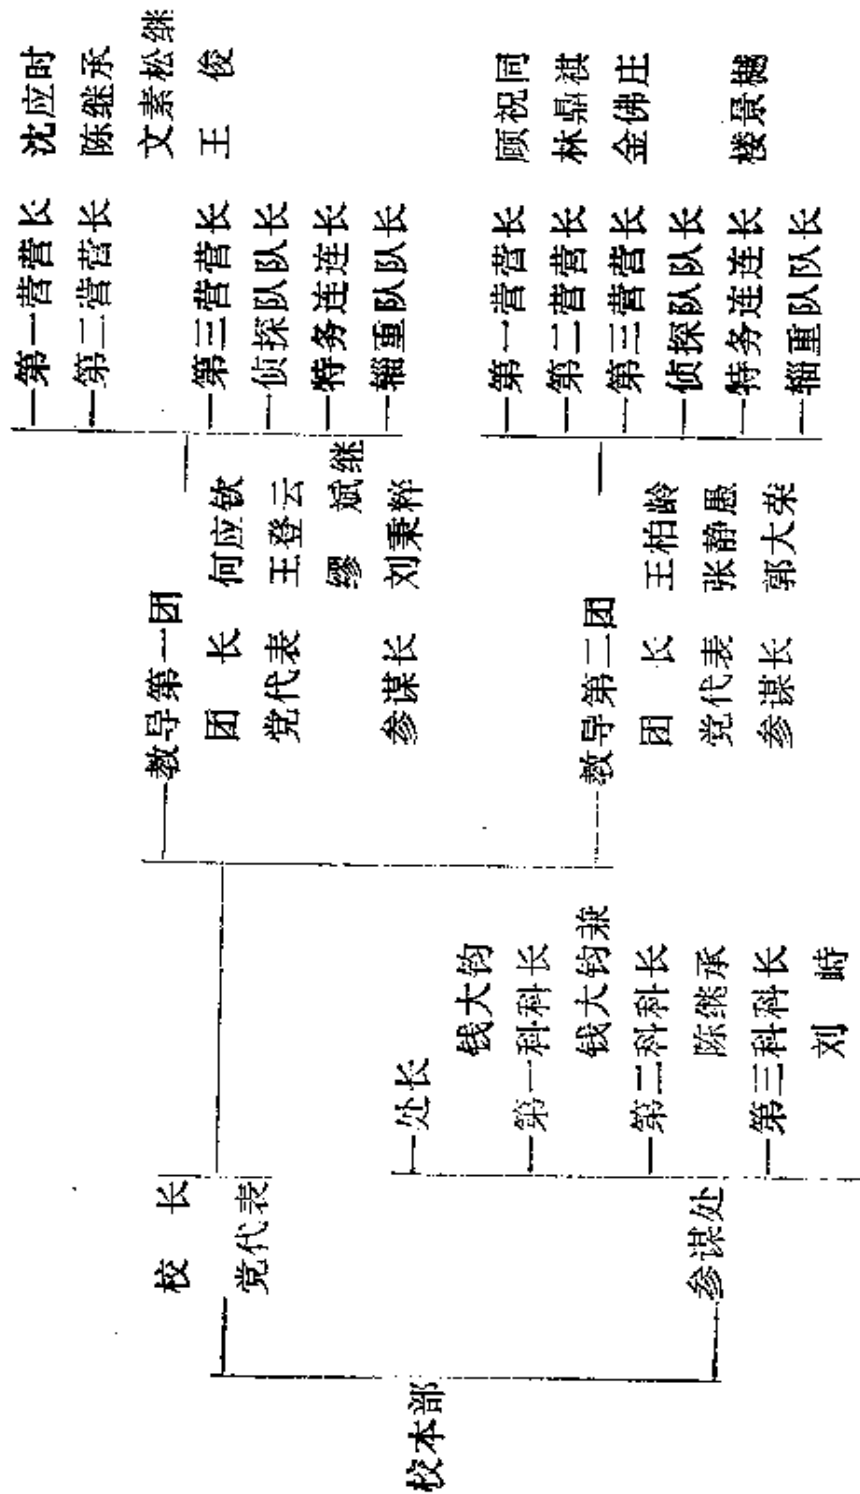 校本部
校　长
党代表
教导第一团
团　长　何应钦
党代表　王登云
缪　斌继
参谋长　刘秉粹
第一营营长　沈应时
第二营营长　陈继承
文素松继
第三营营长　王　俊
侦探队队长
特务连连长
辎重队队长
教导第二团
团　长　王柏龄
党代表　张静愚
参谋长　郭大荣
第一营营长　顾祝同
第二营营长　林鼎祺
第三营营长　金佛庄
侦探队队长
特务连连长　楼景樾
辎重队队长
参谋处
处长
钱大钧
第一科科长
钱大钧兼
第二科科长
陈继承
第三科科长
刘　峙